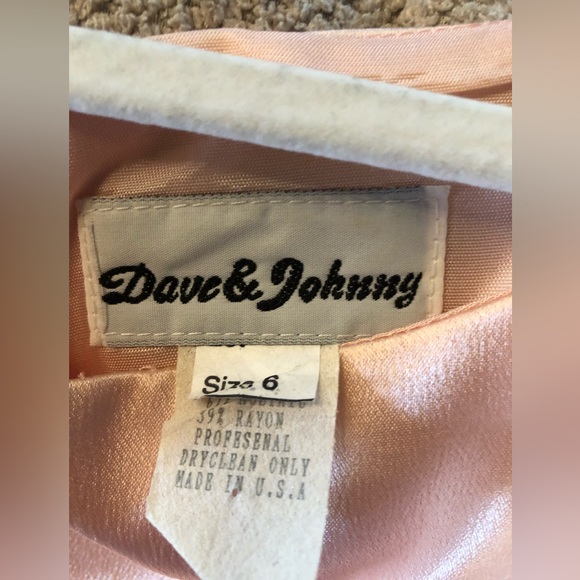 Dave & Johnny
Size 6
39% RAYON
PROFESENAL
DRYCLEAN ONLY
MADE IN U.S.A